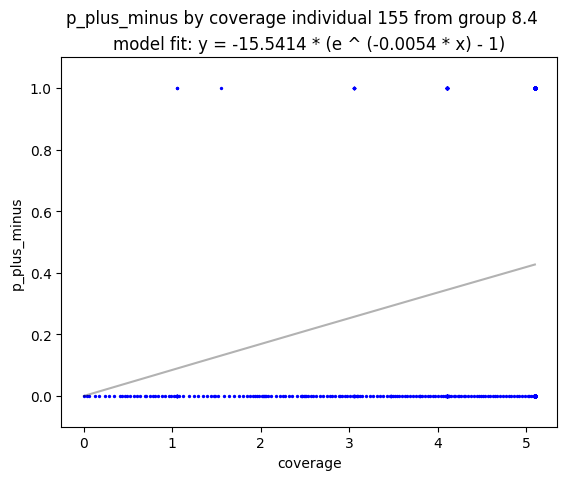 p_plus_minus by coverage individual 155 from group 8.4
model fit: y = -15.5414 * (e ^ (-0.0054 * x) - 1)
1.0
0.8
0.6
0.4
0.2
0.0
p_plus_minus
0 1 2 3 4 5
coverage